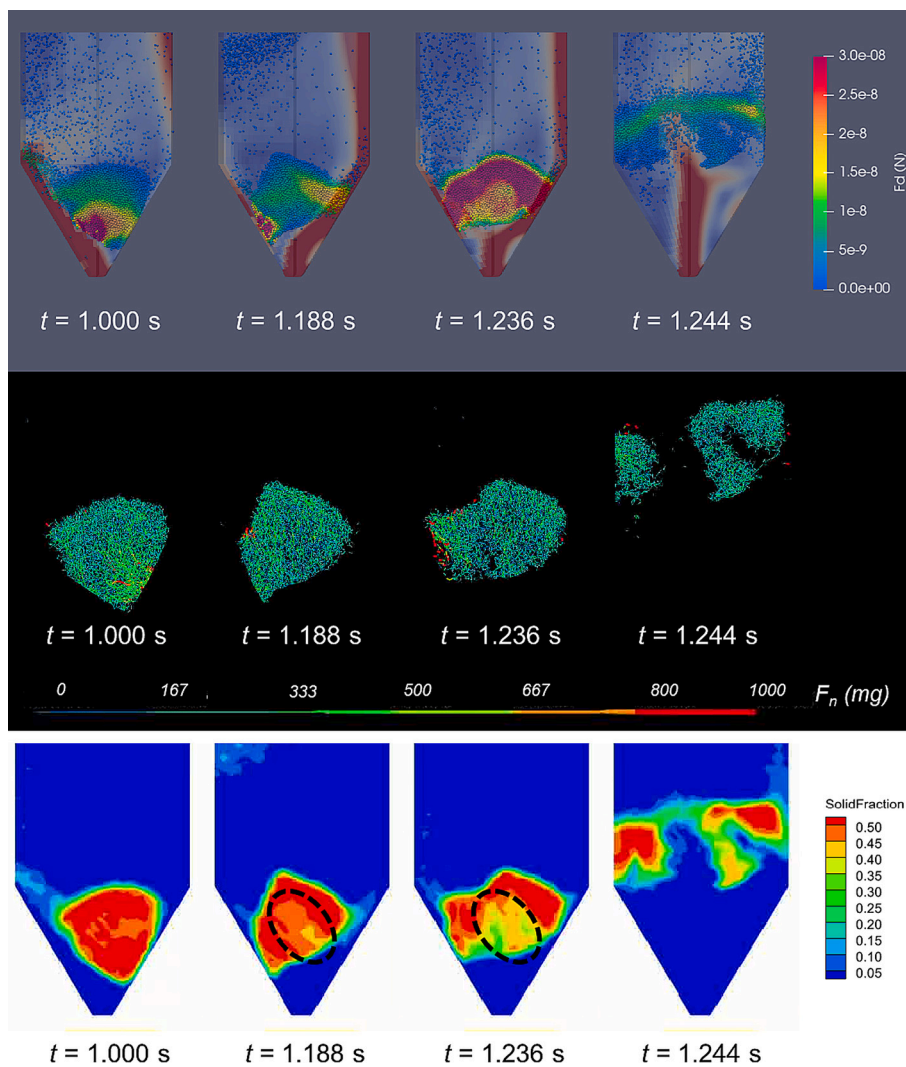 3.0e-08
2.5e-8
2e-8
1.5e-8
1e-8
5e-9
0.0e+00
Fd (N)
t = 1.000 s
t = 1.188 s
t = 1.236 s
t = 1.244 s
t = 1.000 s
t = 1.188 s
t = 1.236 s
t = 1.244 s
0 167 333 500 667 800 1000 Fn (mg)
SolidFraction
0.50
0.45
0.40
0.35
0.30
0.25
0.20
0.15
0.10
0.05
t = 1.000 s
t = 1.188 s
t = 1.236 s
t = 1.244 s